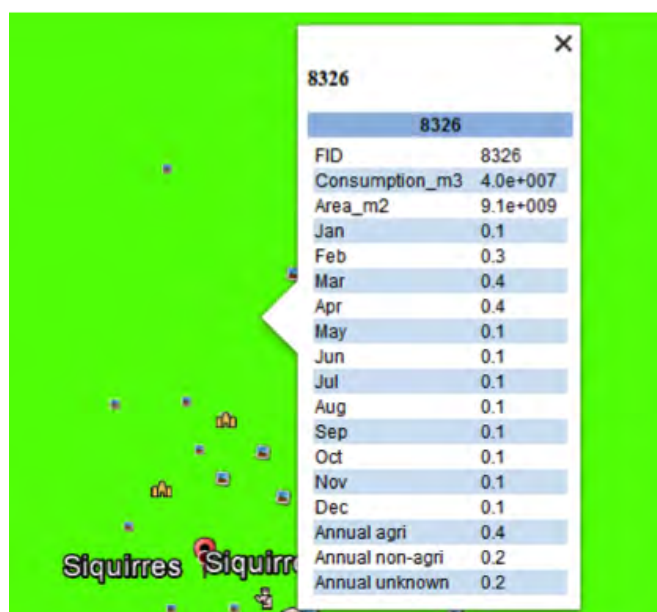 8326
8326
FID 8326
Consumption_m3 4.0e+007
Area_m2 9.1e+009
Jan 0.1
Feb 0.3
Mar 0.4
Apr 0.4
May 0.1
Jun 0.1
Jul 0.1
Aug 0.1
Sep 0.1
Oct 0.1
Nov 0.1
Dec 0.1
Annual agri 0.4
Annual non-agri 0.2
Annual unknown 0.2
Siquirres Siquirr